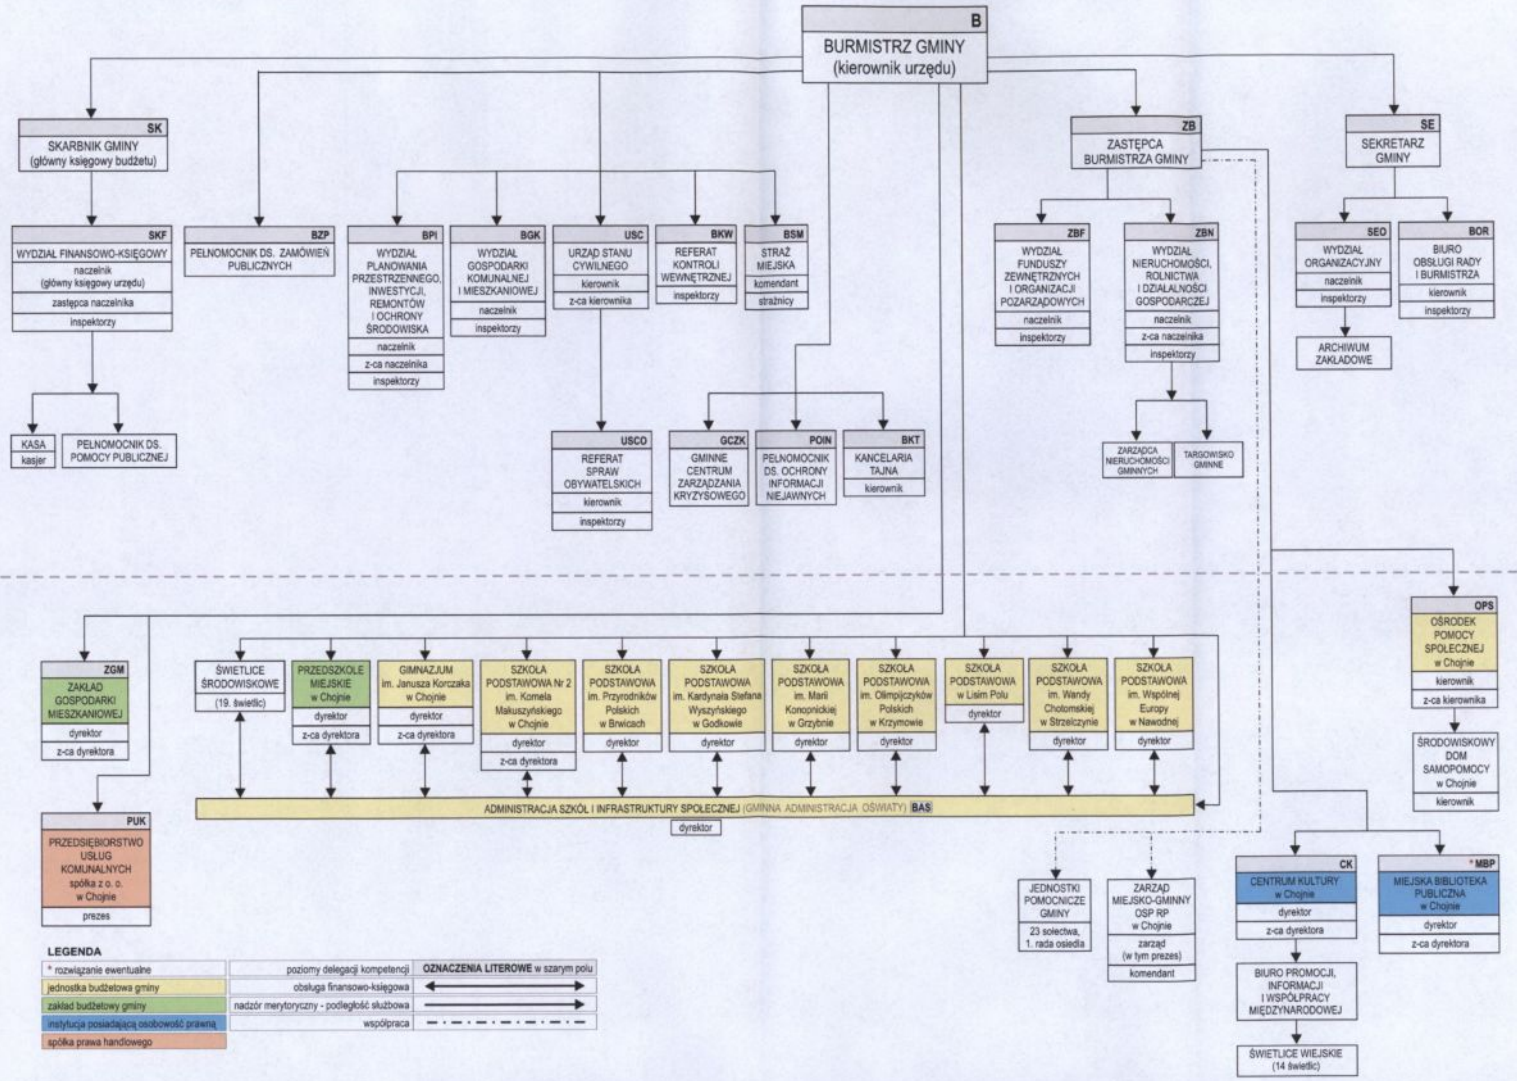 B
BURMISTRZ GMINY
(kierownik urzędu)
SK
SKARBNIK GMINY
(główny księgowy budżetu)
ZB
ZASTĘPCA
BURMISTRZA GMINY
SE
SEKRETARZ
GMINY
SKF
WYDZIAŁ FINANSOWO-KSIĘGOWY
naczelnik
(główny księgowy urzędu)
zastępca naczelnika
inspektorzy
BZP
PEŁNOMOCNIK DS. ZAMÓWIEŃ
PUBLICZNYCH
BPI
WYDZIAŁ
PLANOWANIA
PRZESTRZENNEGO,
INWESTYCJI,
REMONTÓW
I OCHRONY
ŚRODOWISKA
naczelnik
z-ca naczelnika
inspektorzy
BGK
WYDZIAŁ
GOSPODARKI
KOMUNALNEJ
I MIESZKANIOWEJ
naczelnik
inspektorzy
USC
URZĄD STANU
CYWILNEGO
kierownik
z-ca kierownika
BKW
REFERAT
KONTROLI
WEWNĘTRZNEJ
inspektorzy
BSM
STRAŻ
MIEJSKA
komendant
strażnicy
ZBF
WYDZIAŁ
FUNDUSZY
ZEWNĘTRZNYCH
I ORGANIZACJI
POZARZĄDOWYCH
naczelnik
inspektorzy
ZBN
WYDZIAŁ
NIERUCHOMOŚCI,
ROLNICTWA
I DZIAŁALNOŚCI
GOSPODARCZEJ
naczelnik
z-ca naczelnika
inspektorzy
SEO
WYDZIAŁ
ORGANIZACYJNY
naczelnik
inspektorzy
BOR
BIURO
OBSŁUGI RADY
I BURMISTRZA
kierownik
inspektorzy
ARCHIWUM
ZAKŁADOWE
KASA
kasjer
PEŁNOMOCNIK DS.
POMOCY PUBLICZNEJ
USCO
REFERAT
SPRAW
OBYWATELSKICH
kierownik
inspektorzy
GCZK
GMINNE
CENTRUM
ZARZĄDZANIA
KRYZYSOWEGO
POIN
PEŁNOMOCNIK
DS. OCHRONY
INFORMACJI
NIEJAWNYCH
BKT
KANCELARIA
TAJNA
kierownik
ZARZĄDCA
NIERUCHOMOŚCI
GMINNYCH
TARGOWISKO
GMINNE
ZGM
ZAKŁAD
GOSPODARKI
MIESZKANIOWEJ
dyrektor
z-ca dyrektora
ŚWIETLICE
ŚRODOWISKOWE
(19. świetlic)
PRZEDSZKOLE
MIEJSKIE
w Chojnie
dyrektor
z-ca dyrektora
GIMNAZJUM
im. Janusza Korczaka
w Chojnie
dyrektor
z-ca dyrektora
SZKOŁA
PODSTAWOWA Nr 2
im. Kornela
Makuszyńskiego
w Chojnie
dyrektor
z-ca dyrektora
SZKOŁA
PODSTAWOWA
im. Przyrodników
Polskich
w Brwicach
dyrektor
SZKOŁA
PODSTAWOWA
im. Kardynała Stefana
Wyszyńskiego
w Godkowie
dyrektor
SZKOŁA
PODSTAWOWA
im. Marii
Konopnickiej
w Grzybnie
dyrektor
SZKOŁA
PODSTAWOWA
im. Olimpijczyków
Polskich
w Krzymowie
dyrektor
SZKOŁA
PODSTAWOWA
w Lisim Polu
dyrektor
SZKOŁA
PODSTAWOWA
im. Wandy
Chotomskiej
w Strzelczynie
dyrektor
SZKOŁA
PODSTAWOWA
im. Wspólnej
Europy
w Nawodnej
dyrektor
OPS
OŚRODEK
POMOCY
SPOŁECZNEJ
w Chojnie
kierownik
z-ca kierownika
ŚRODOWISKOWY
DOM
SAMOPOMOCY
w Chojnie
kierownik
ADMINISTRACJA SZKÓŁ I INFRASTRUKTURY SPOŁECZNEJ (GMINNA ADMINISTRACJA OŚWIATY) BAS
dyrektor
PUK
PRZEDSIĘBIORSTWO
USŁUG
KOMUNALNYCH
spółka z o. o.
w Chojnie
prezes
JEDNOSTKI
POMOCNICZE
GMINY
23 sołectwa,
1. rada osiedla
ZARZĄD
MIEJSKO-GMINNY
OSP RP
w Chojnie
zarząd
(w tym prezes)
komendant
CK
CENTRUM KULTURY
w Chojnie
dyrektor
z-ca dyrektora
* MBP
MIEJSKA BIBLIOTEKA
PUBLICZNA
w Chojnie
dyrektor
z-ca dyrektora
BIURO PROMOCJI,
INFORMACJI
I WSPÓŁPRACY
MIĘDZYNARODOWEJ
ŚWIETLICE WIEJSKIE
(14 świetlic)
LEGENDA
* rozwiązanie ewentualne
jednostka budżetowa gminy
zakład budżetowy gminy
instytucja posiadającą osobowość prawną
spółka prawa handlowego
poziomy delegacji kompetencji
OZNACZENIA LITEROWE w szarym polu
obsługa finansowo-księgowa
nadzór merytoryczny - podległość służbowa
współpraca